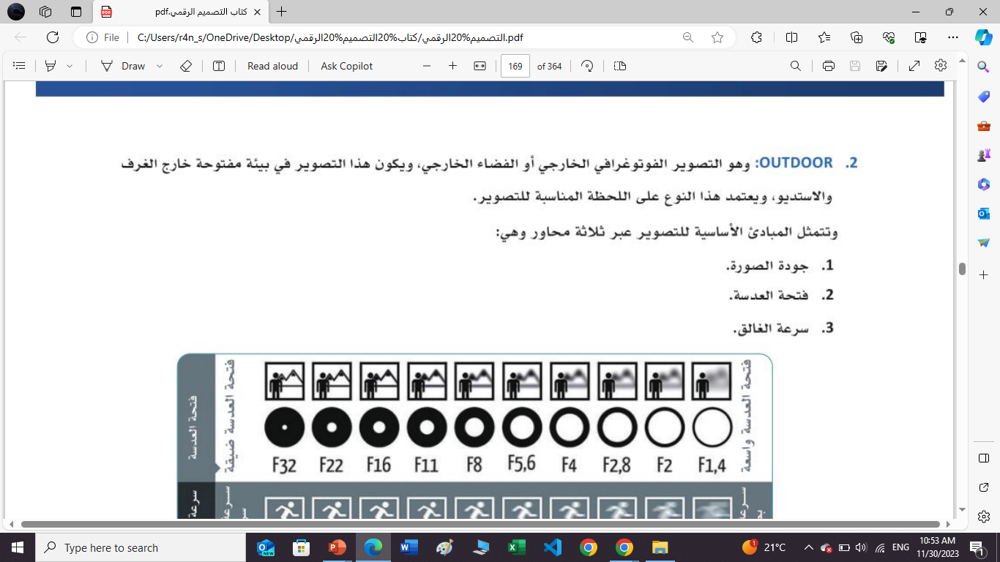 كتاب التصميم الرقمي.pdf
File
C:/Users/r4n_s/OneDrive/Desktop/التصميم%20الرقمي/كتاب%20التصميم%20الرقمي.pdf
Draw
Read aloud
Ask Copilot
169
of 364
2. OUTDOOR: وهو التصوير الفوتوغرافي الخارجي أو الفضاء الخارجي، ويكون هذا التصوير في بيئة مفتوحة خارج الغرف
والاستديو، ويعتمد هذا النوع على اللحظة المناسبة للتصوير.
وتتمثل المبادئ الأساسية للتصوير عبر ثلاثة محاور وهي:
1. جودة الصورة.
2. فتحة العدسة.
3. سرعة الغالق.
فتحة العدسة
فتحة العدسة ضيقة
فتحة العدسة واسعة
F32 F22 F16 F11 F8 F5,6 F4 F2,8 F2 F1,4
سرعة
سرعة
سرعة
Type here to search
21°C
ENG
10:53 AM
11/30/2023